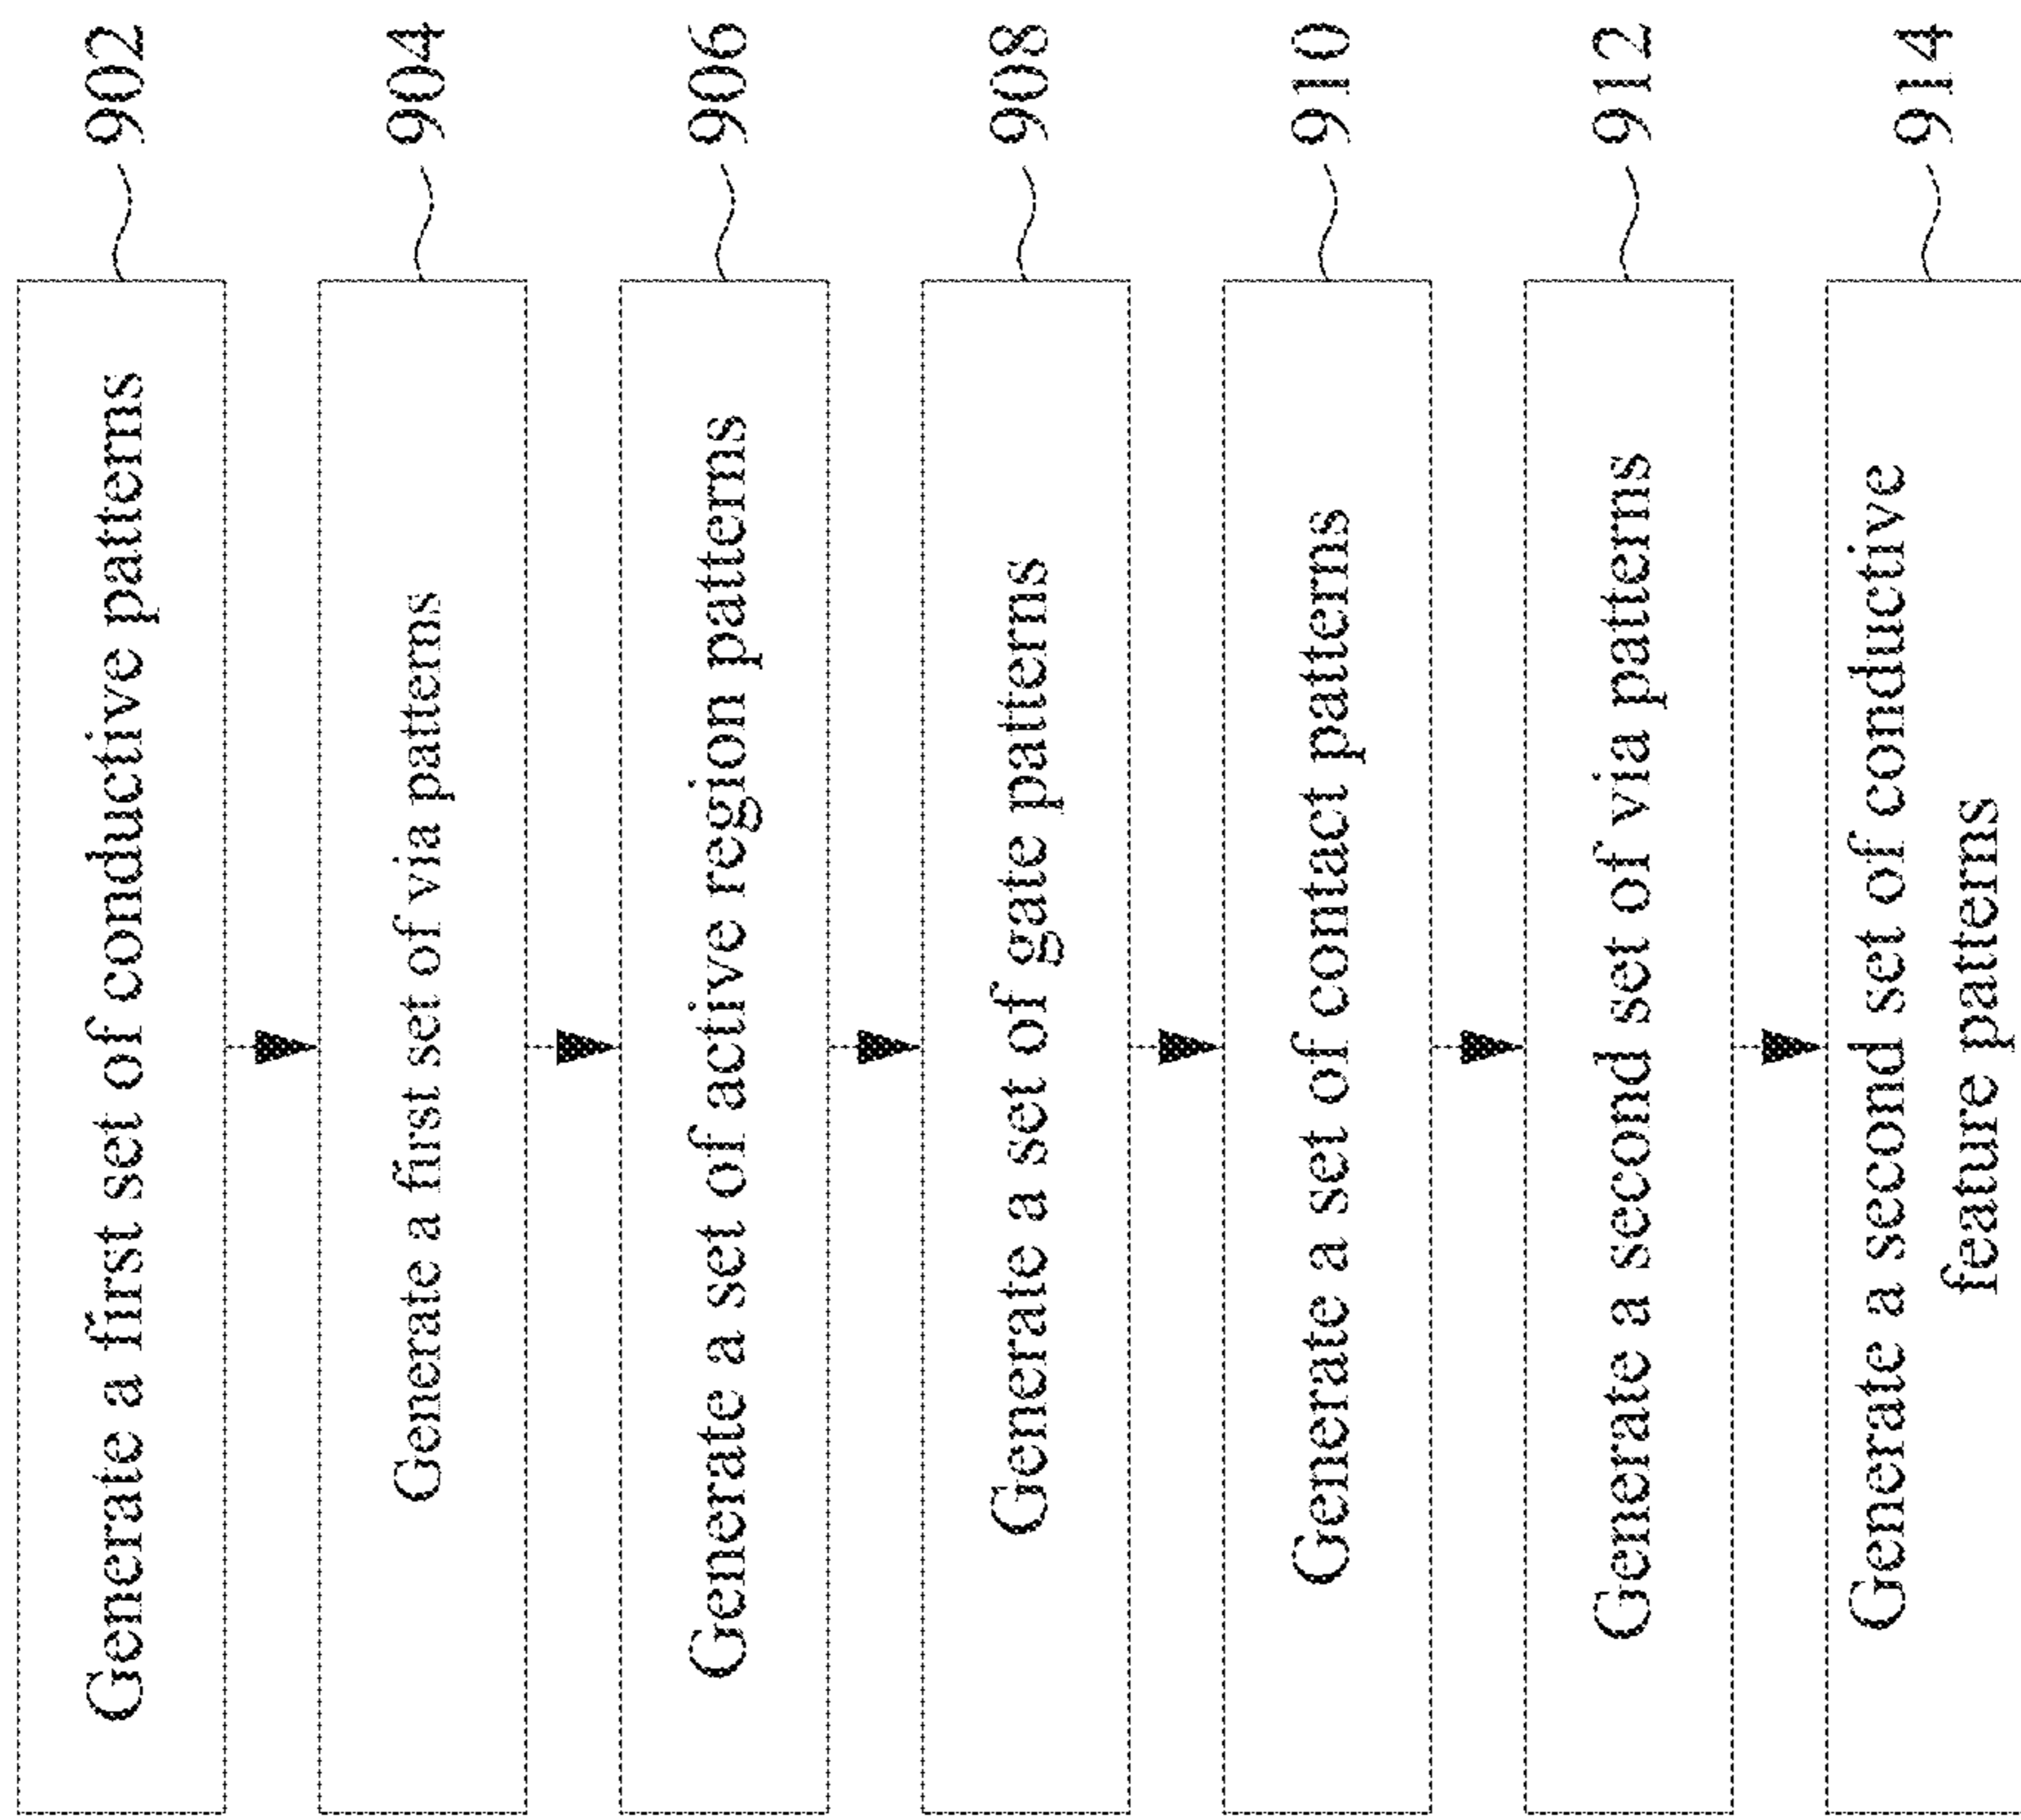 Generate a first set of conductive patterns
902
Generate a first set of via patterns
904
Generate a set of active region patterns
906
Generate a set of gate patterns
908
Generate a set of contact patterns
910
Generate a second set of via patterns
912
Generate a second set of conductive
feature patterns
914